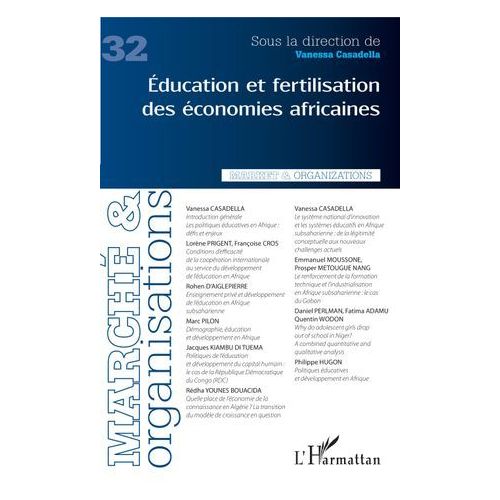 32
Sous la direction de
Vanessa Casadella
Éducation et fertilisation
des économies africaines
MARKET & ORGANIZATIONS
MARCHÉ &
organisations
Vanessa CASADELLA
Introduction générale
Les politiques éducatives en Afrique :
défis et enjeux
Lorène PRIGENT, Françoise CROS
Conditions d'efficacité
de la coopération internationale
au service du développement
de l'éducation en Afrique
Rohen D'AIGLEPIERRE
Enseignement privé et développement
de l'éducation en Afrique
subsaharienne
Marc PILON
Démographie, éducation
et développement en Afrique
Jacques KIAMBU DI TUEMA
Politiques de l'éducation
et développement du capital humain :
le cas de la République Démocratique
du Congo (RDC)
Rédha YOUNES BOUACIDA
Quelle place de l'économie de la
connaissance en Algérie ? La transition
du modèle de croissance en question
Vanessa CASADELLA
Le système national d'innovation
et les systèmes éducatifs en Afrique
subsaharienne : de la légitimité
conceptuelle aux nouveaux
challenges actuels
Emmanuel MOUSSONE,
Prosper METOUGUE NANG
Le renforcement de la formation
technique et l'industrialisation
en Afrique subsaharienne : le cas
du Gabon
Daniel PERLMAN, Fatima ADAMU
Quentin WODON
Why do adolescent girls drop
out of school in Niger?
A combined quantitative and
qualitative analysis
Philippe HUGON
Politiques éducatives
et développement en Afrique
L'Harmattan